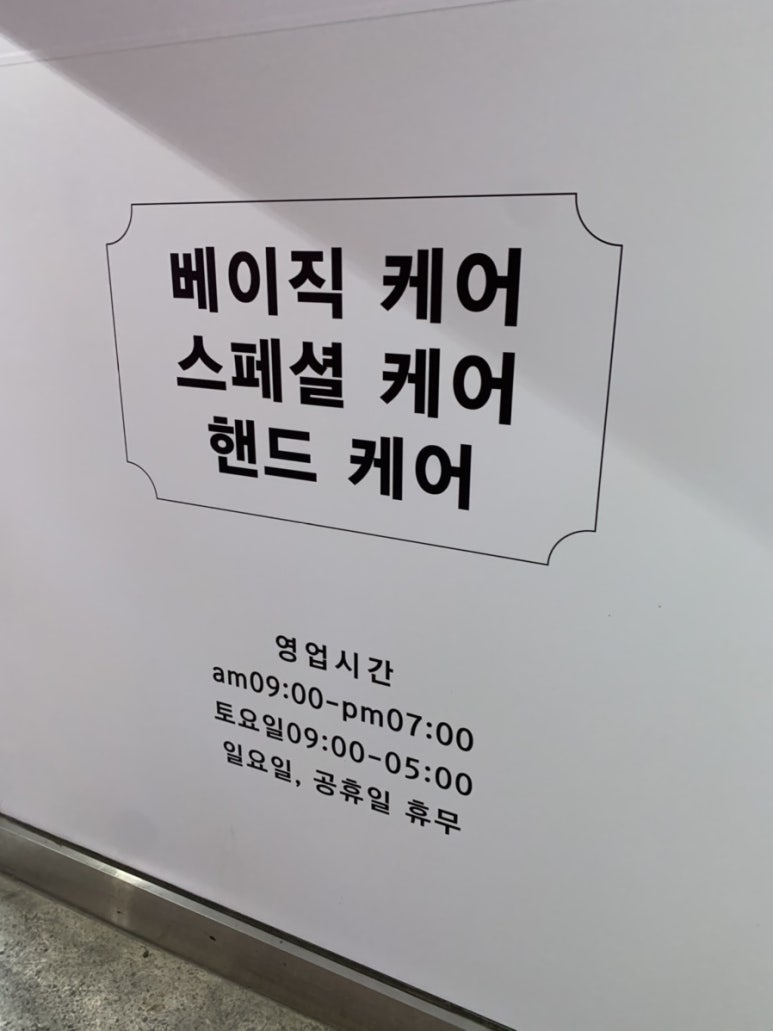 베이직 케어
스페셜 케어
핸드 케어
영업시간
am09:00-pm07:00
토요일09:00-05:00
일요일, 공휴일 휴무